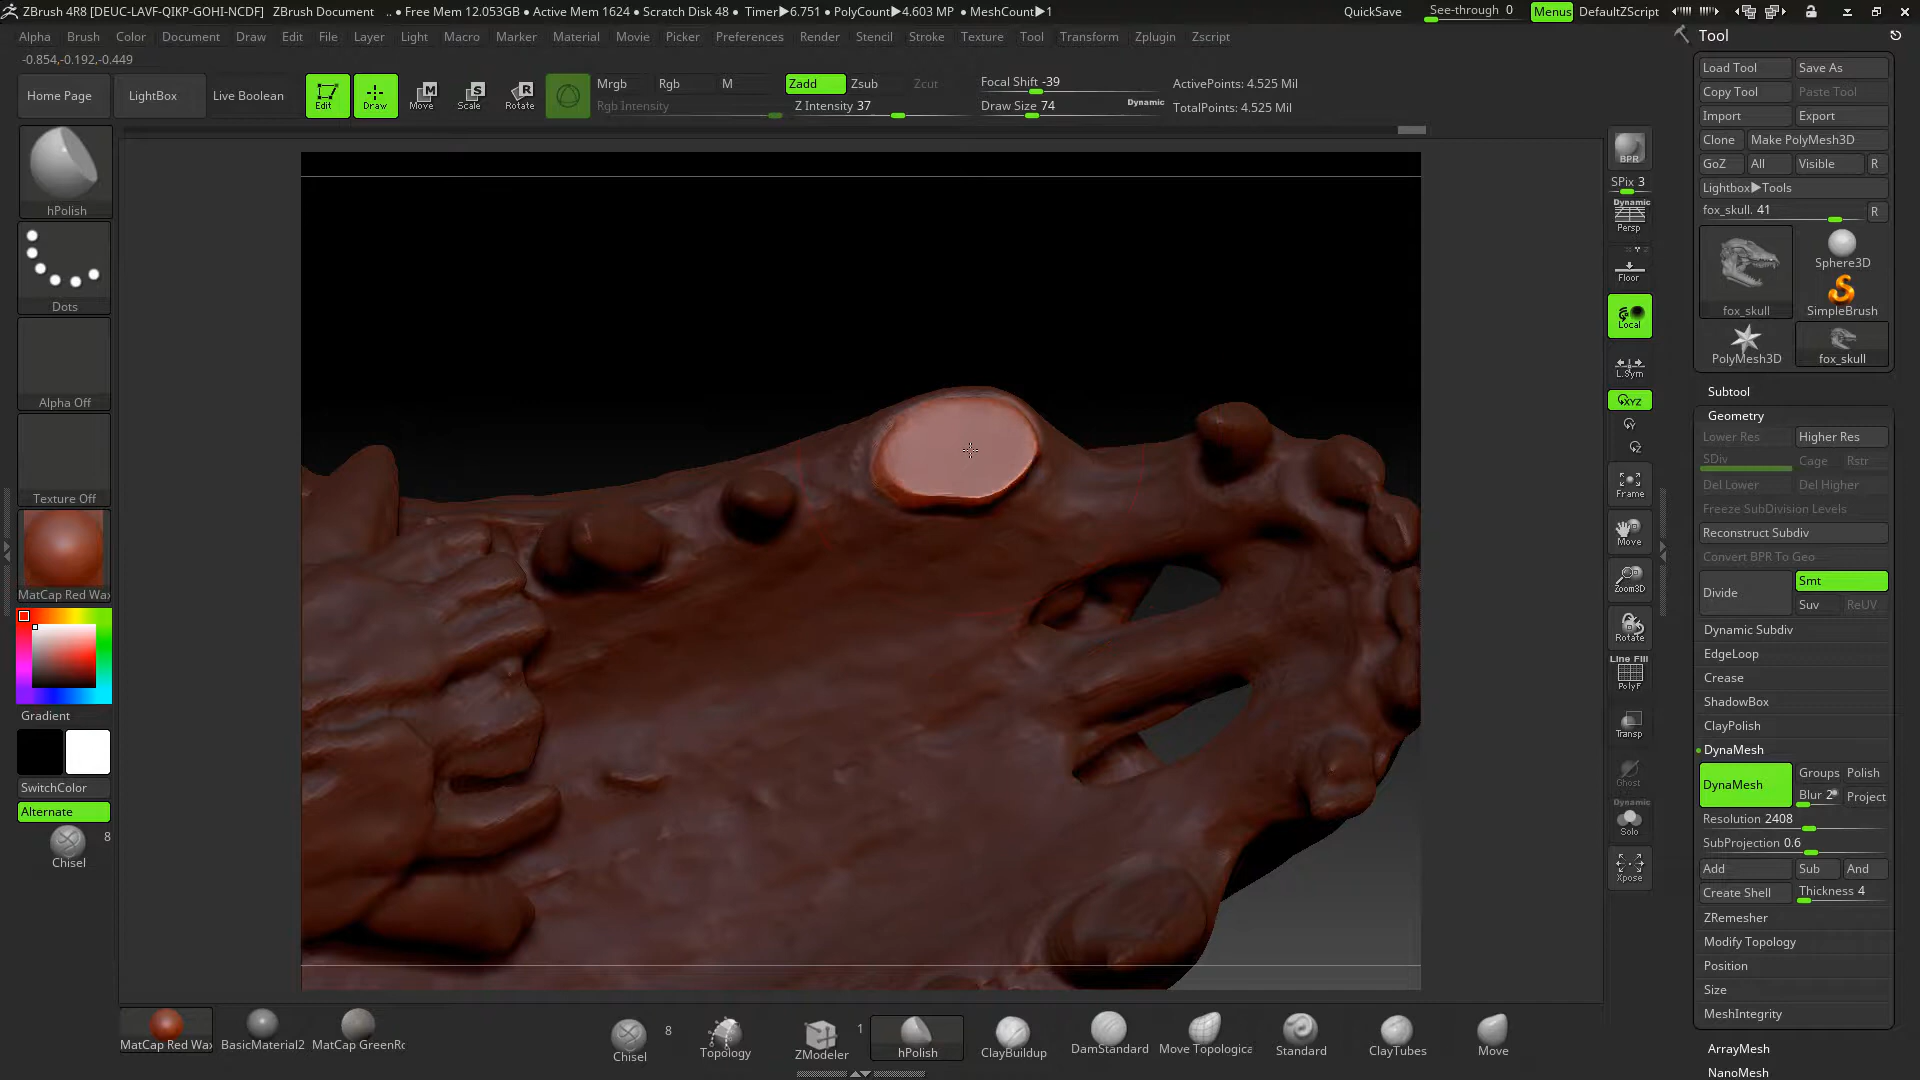 ZBrush 4R8 [DEUC-LAVF-QIKP-GOHI-NCDF] ZBrush Document .. ● Free Mem 12.053GB ● Active Mem 1624 ● Scratch Disk 48 ● Timer▶6.751 ● PolyCount▶4.603 MP ● MeshCount▶1 QuickSave See-through 0 Menus DefaultZScript
Alpha Brush Color Document Draw Edit File Layer Light Macro Marker Material Movie Picker Preferences Render Stencil Stroke Texture Tool Transform Zplugin Zscript
-0.854,-0.192,-0.449
Home Page LightBox Live Boolean Edit Draw Move Scale Rotate
Mrgb Rgb M Zadd Zsub Zcut Focal Shift -39 ActivePoints: 4.525 Mil
Rgb Intensity Z Intensity 37 Draw Size 74 Dynamic TotalPoints: 4.525 Mil
hPolish
Dots
Alpha Off
Texture Off
MatCap Red Wax
Gradient
SwitchColor
Alternate
8
Chisel
BPR
SPix 3
Dynamic
Persp
Floor
Local
L.Sym
XYZ
Y
Z
Frame
Move
Zoom3D
Rotate
Line Fill
PolyF
Transp
Ghost
Dynamic
Solo
Xpose
Tool
Load Tool Save As
Copy Tool Paste Tool
Import Export
Clone Make PolyMesh3D
GoZ All Visible R
Lightbox▶Tools
fox_skull. 41 R
fox_skull Sphere3D
SimpleBrush
PolyMesh3D fox_skull
Subtool
Geometry
Lower Res Higher Res
SDiv Cage Rstr
Del Lower Del Higher
Freeze SubDivision Levels
Reconstruct Subdiv
Convert BPR To Geo
Divide Smt
Suv ReUV
Dynamic Subdiv
EdgeLoop
Crease
ShadowBox
ClayPolish
DynaMesh
DynaMesh Groups Polish
Blur 2 Project
Resolution 2408
SubProjection 0.6
Add Sub And
Create Shell Thickness 4
ZRemesher
Modify Topology
Position
Size
MeshIntegrity
ArrayMesh
NanoMesh
MatCap Red Wax BasicMaterial2 MatCap GreenRo
8 Chisel Topology 1 ZModeler hPolish ClayBuildup DamStandard Move Topologica Standard ClayTubes Move